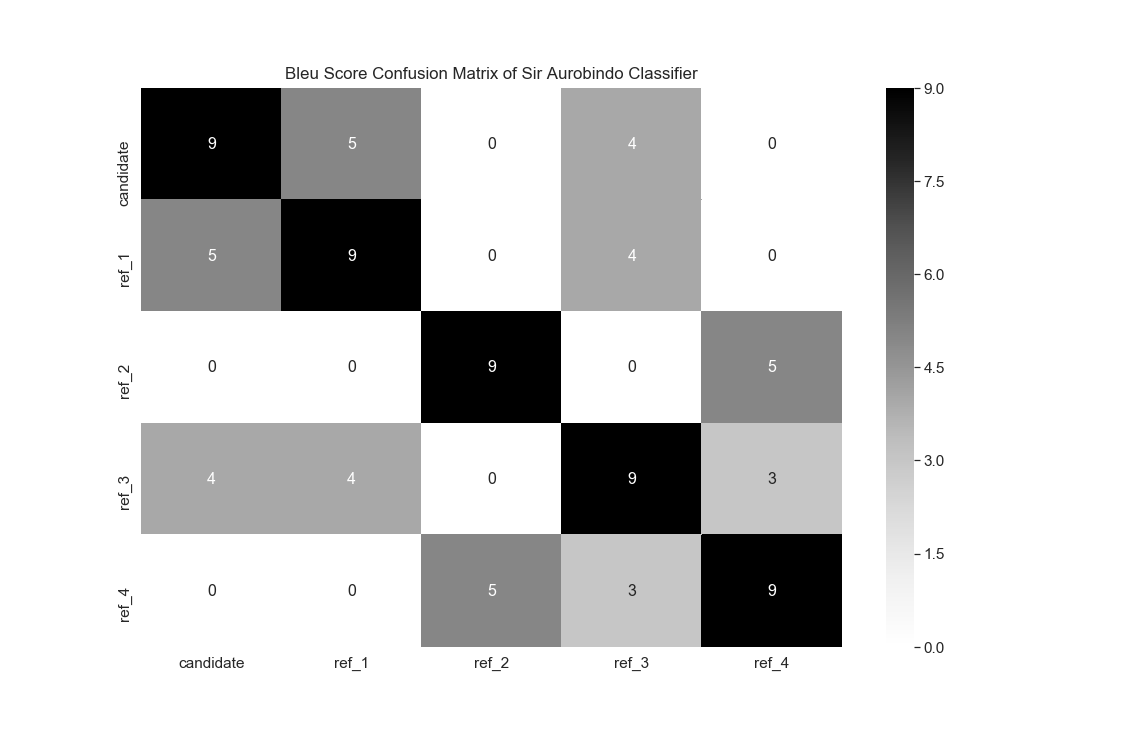 Bleu Score Confusion Matrix of Sir Aurobindo Classifier
candidate 9 5 0 4 0
ref_1 5 9 0 4 0
ref_2 0 0 9 0 5
ref_3 4 4 0 9 3
ref_4 0 0 5 3 9
candidate ref_1 ref_2 ref_3 ref_4
9.0
7.5
6.0
4.5
3.0
1.5
0.0